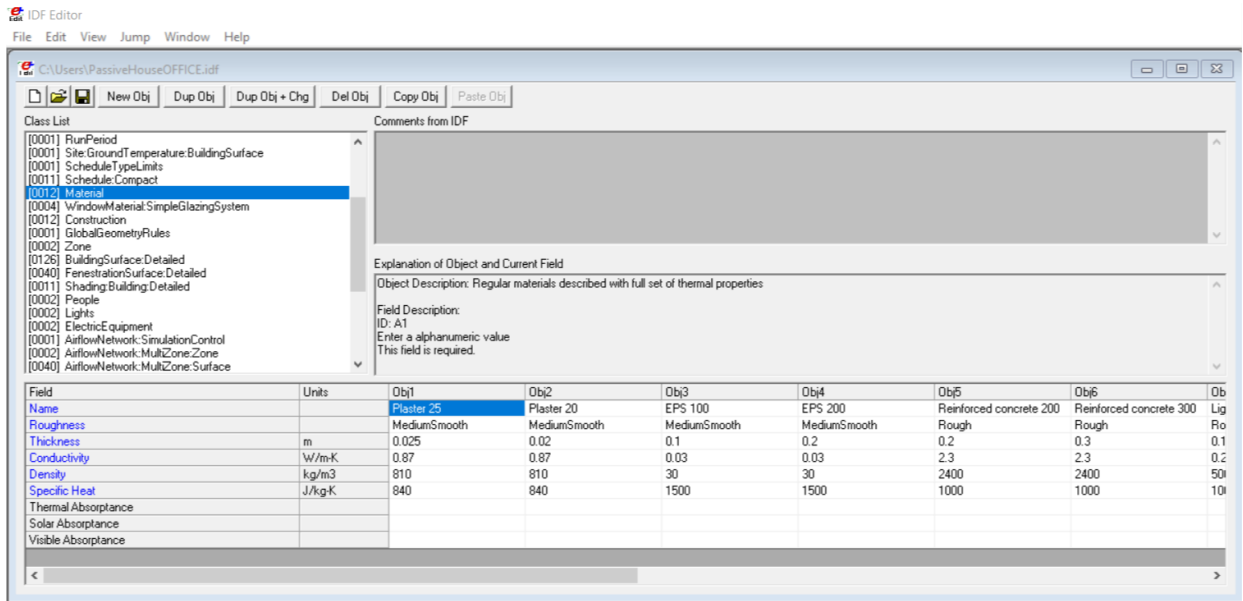 IDF Editor
File Edit View Jump Window Help
C:\Users\PassiveHouseOFFICE.idf
New Obj Dup Obj Dup Obj + Chg Del Obj Copy Obj Paste Obj
Class List
[0001] RunPeriod
[0001] Site:GroundTemperature:BuildingSurface
[0001] ScheduleTypeLimits
[0011] Schedule:Compact
[0012] Material
[0004] WindowMaterial:SimpleGlazingSystem
[0012] Construction
[0001] GlobalGeometryRules
[0002] Zone
[0126] BuildingSurface:Detailed
[0040] FenestrationSurface:Detailed
[0011] Shading:Building:Detailed
[0002] People
[0002] Lights
[0002] ElectricEquipment
[0001] AirflowNetwork:SimulationControl
[0002] AirflowNetwork:MultiZone:Zone
[0040] AirflowNetwork:MultiZone:Surface
Comments from IDF
Explanation of Object and Current Field
Object Description: Regular materials described with full set of thermal properties
Field Description:
ID: A1
Enter a alphanumeric value
This field is required.
Field Units Obj1 Obj2 Obj3 Obj4 Obj5 Obj6 Ob
Name Plaster 25 Plaster 20 EPS 100 EPS 200 Reinforced concrete 200 Reinforced concrete 300 Lig
Roughness MediumSmooth MediumSmooth MediumSmooth MediumSmooth Rough Rough Ro
Thickness m 0.025 0.02 0.1 0.2 0.2 0.3 0.1
Conductivity W/m-K 0.87 0.87 0.03 0.03 2.3 2.3 0.2
Density kg/m3 810 810 30 30 2400 2400 500
Specific Heat J/kg-K 840 840 1500 1500 1000 1000 100
Thermal Absorptance
Solar Absorptance
Visible Absorptance